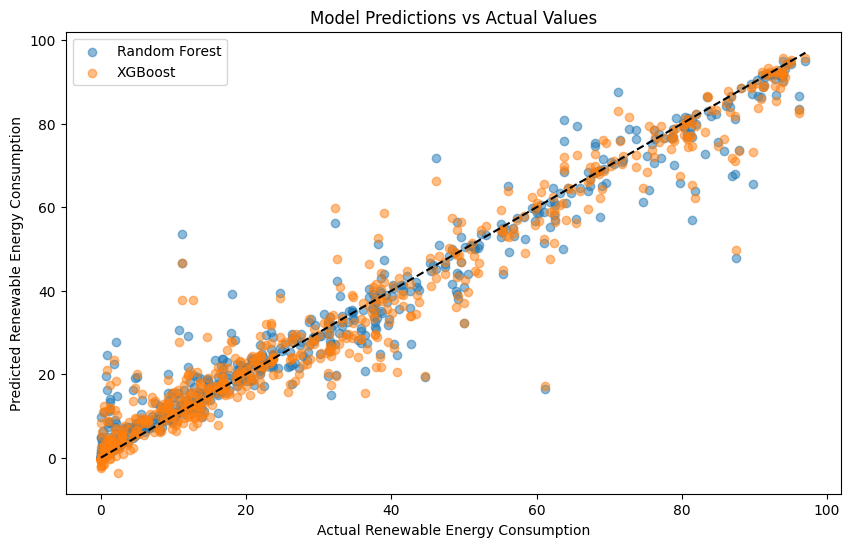 Model Predictions vs Actual Values
Random Forest
XGBoost
Predicted Renewable Energy Consumption
100
80
60
40
20
0
0 20 40 60 80 100
Actual Renewable Energy Consumption